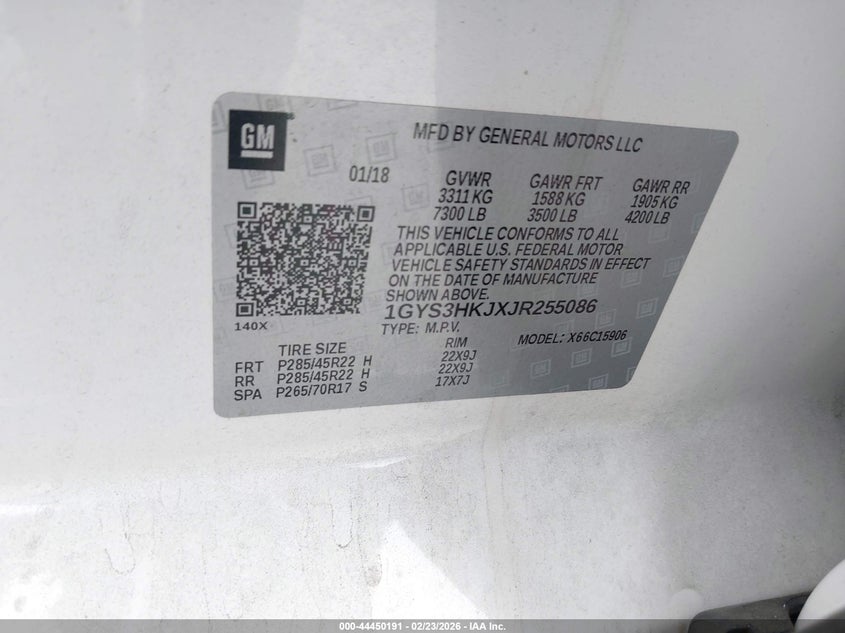 GM
MFD BY GENERAL MOTORS LLC
01/18
GVWR GAWR FRT GAWR RR
3311 KG 1588 KG 1905 KG
7300 LB 3500 LB 4200 LB
THIS VEHICLE CONFORMS TO ALL
APPLICABLE U.S. FEDERAL MOTOR
VEHICLE SAFETY STANDARDS IN EFFECT
ON THE DATE OF MANUFACTURE
SHOWN ABOVE.
1GYS3HKJXJR255086
140X
TYPE: M.P.V. MODEL: X66C15906
TIRE SIZE RIM
FRT P285/45R22 H 22X9J
RR P285/45R22 H 22X9J
SPA P265/70R17 S 17X7J
000-44450191 - 02/23/2026 - IAA Inc.